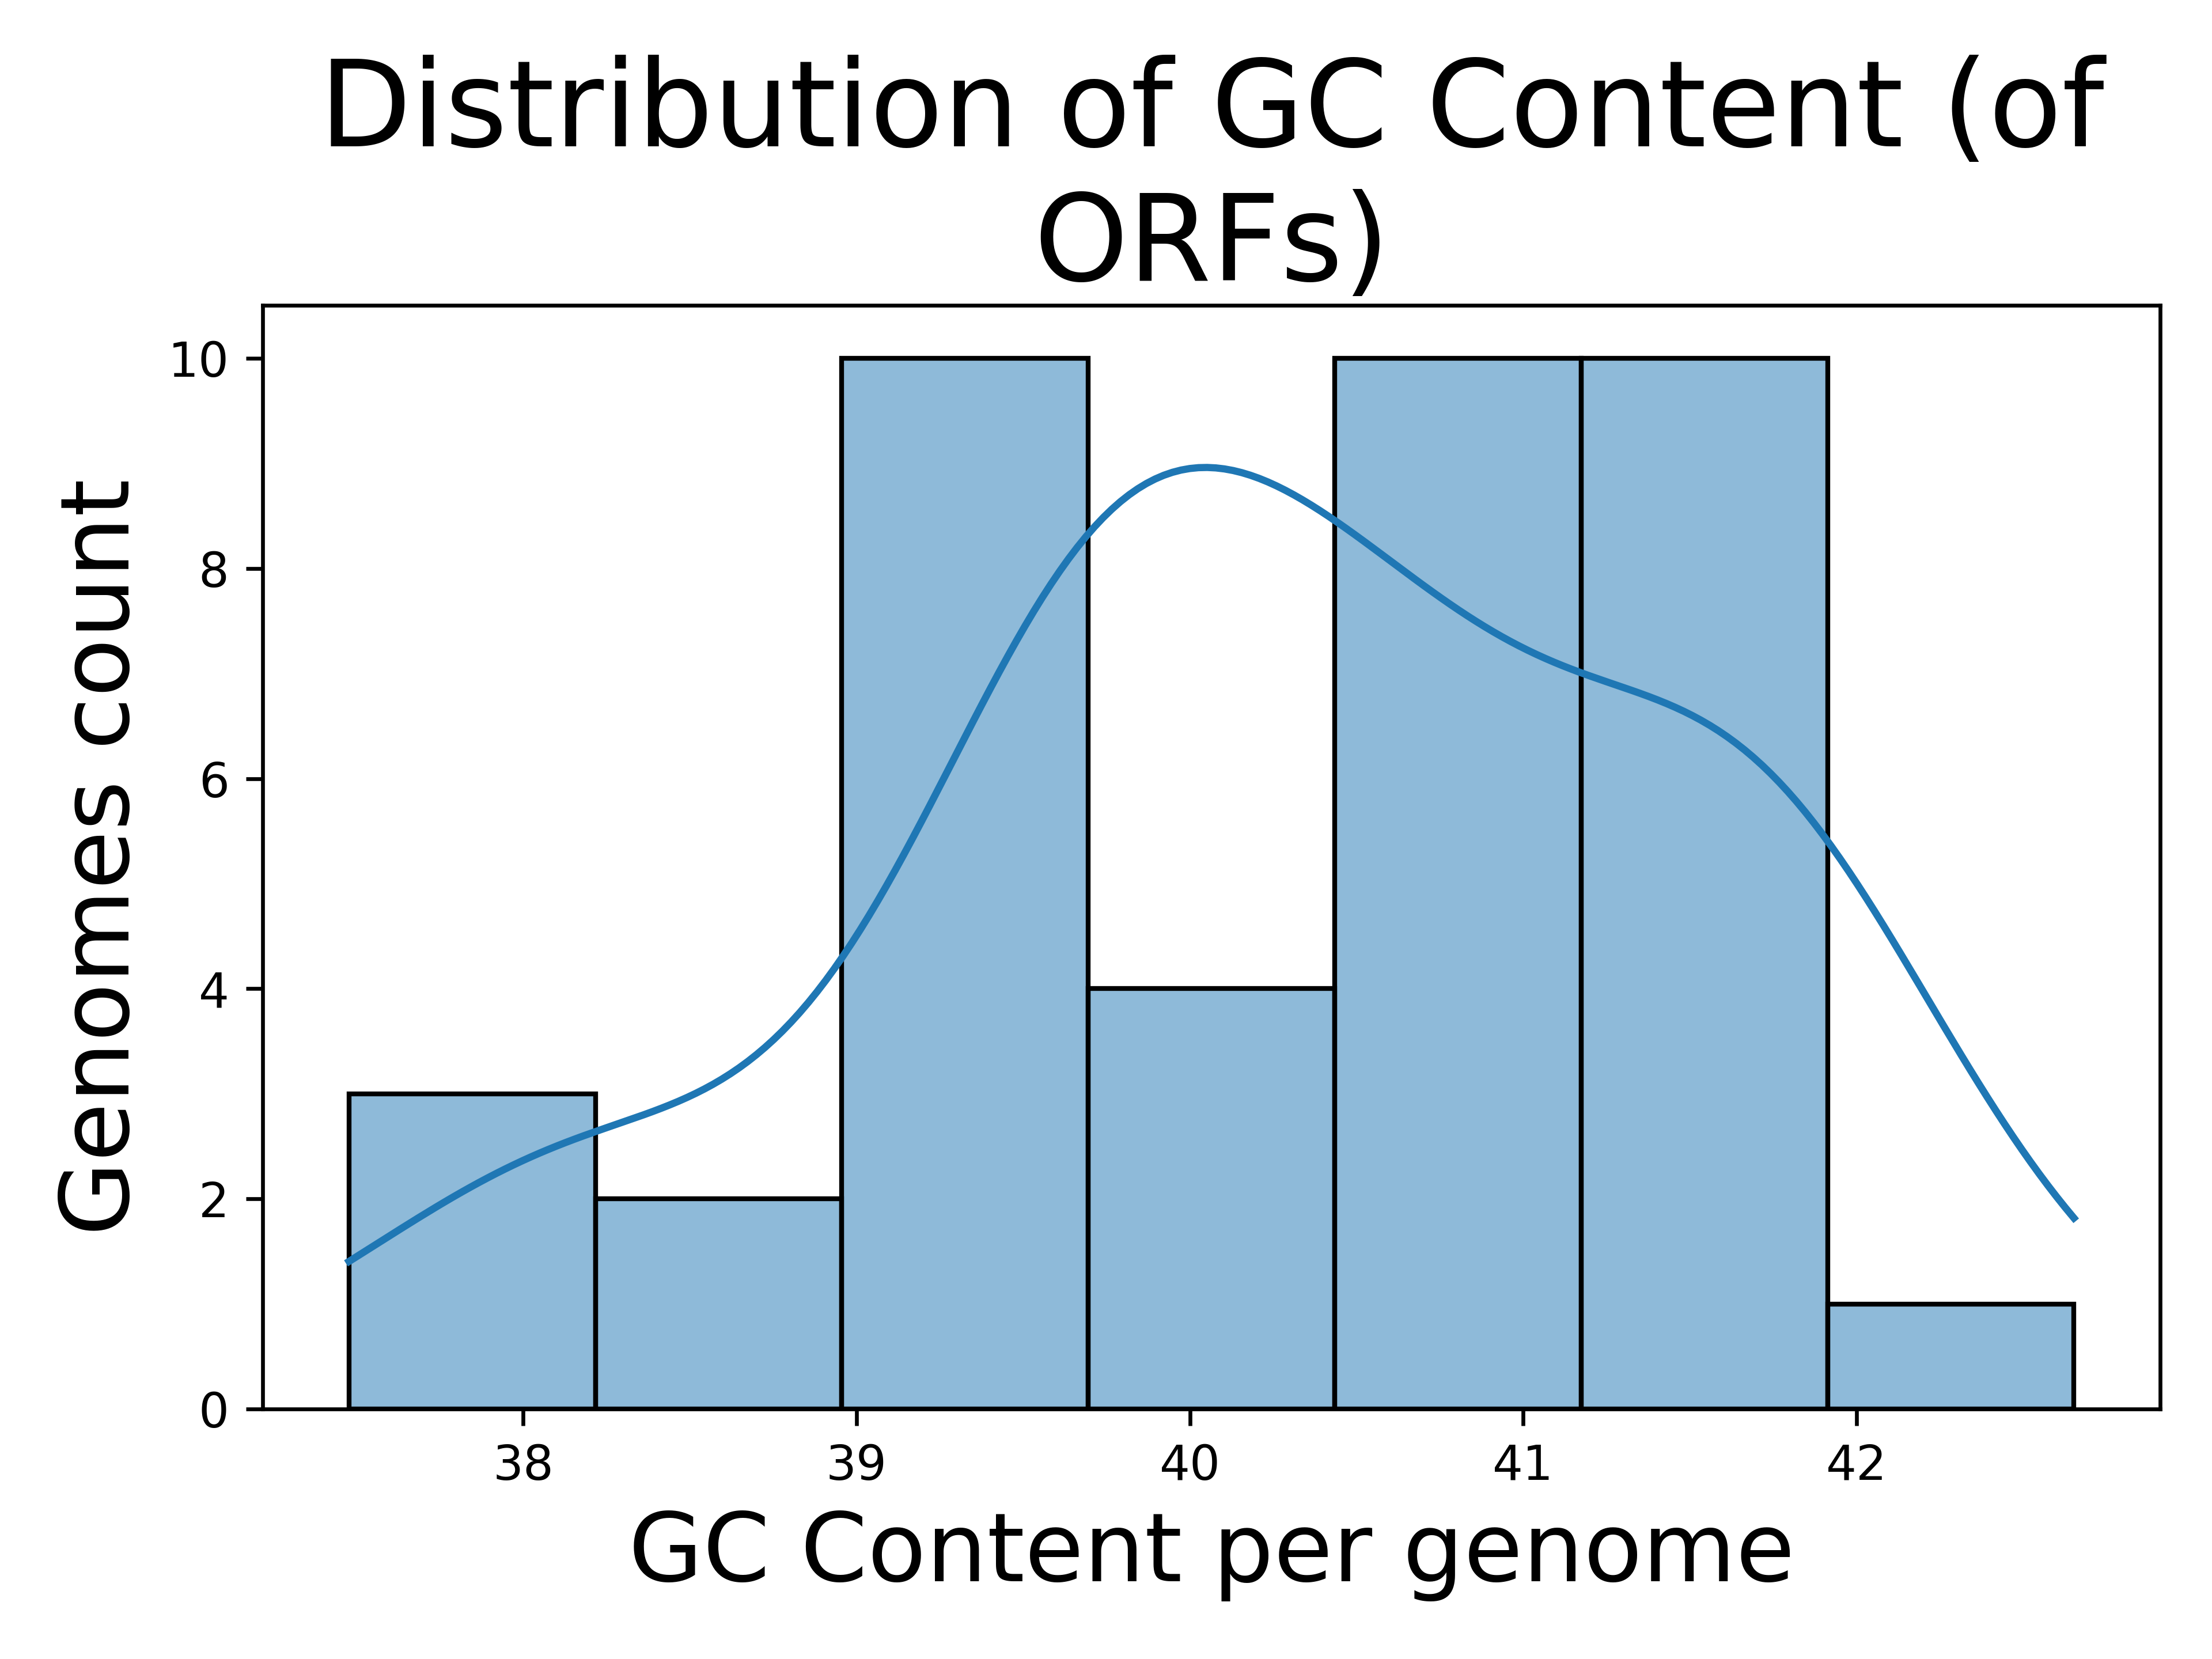 Distribution of GC Content (of
ORFs)
Genomes count
10
8
6
4
2
0
38 39 40 41 42
GC Content per genome